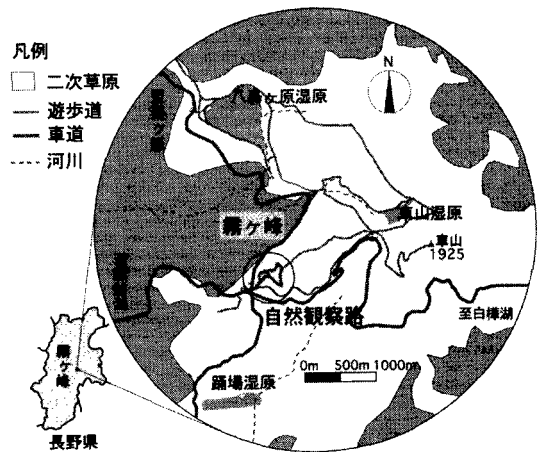 凡例
二次草原
遊歩道
車道
河川
N
八島ヶ原湿原
霧ヶ峰
車山湿原
車山
1925
自然観察路
至白樺湖
0m 500m 1000m
踊場湿原
霧ヶ峰
長野県